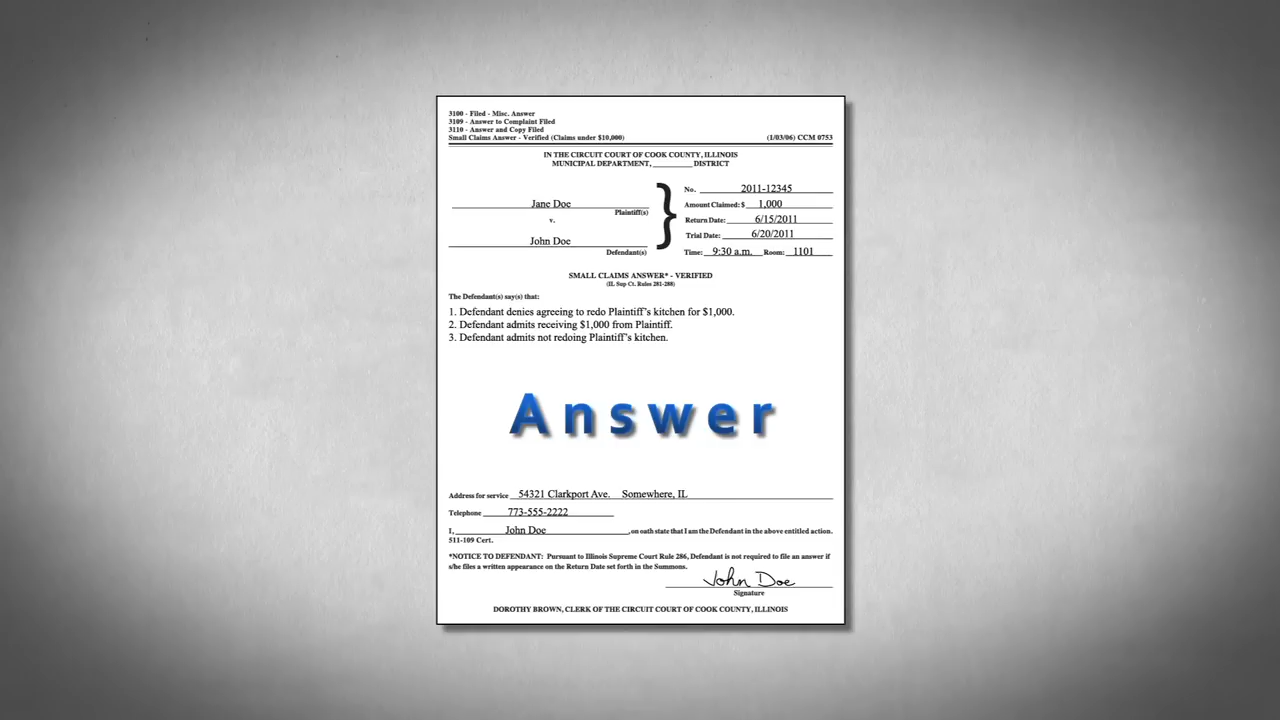 3100 - Filed - Misc. Answer
3109 - Answer to Complaint Filed
3110 - Answer and Copy Filed
Small Claims Answer - Verified (Claims under $10,000) (1/03/06) CCM 0753
IN THE CIRCUIT COURT OF COOK COUNTY, ILLINOIS
MUNICIPAL DEPARTMENT, ________ DISTRICT
Jane Doe
Plaintiff(s)
v.
John Doe
Defendant(s)
No. 2011-12345
Amount Claimed: $ 1,000
Return Date: 6/15/2011
Trial Date: 6/20/2011
Time: 9:30 a.m. Room: 1101
SMALL CLAIMS ANSWER* - VERIFIED
(IL Sup Ct. Rules 281-288)
The Defendant(s) say(s) that:
1. Defendant denies agreeing to redo Plaintiff's kitchen for $1,000.
2. Defendant admits receiving $1,000 from Plaintiff.
3. Defendant admits not redoing Plaintiff's kitchen.
Answer
Address for service 54321 Clarkport Ave. Somewhere, IL
Telephone 773-555-2222
I, John Doe, on oath state that I am the Defendant in the above entitled action.
511-109 Cert.
*NOTICE TO DEFENDANT: Pursuant to Illinois Supreme Court Rule 286, Defendant is not required to file an answer if
s/he files a written appearance on the Return Date set forth in the Summons.
John Doe
Signature
DOROTHY BROWN, CLERK OF THE CIRCUIT COURT OF COOK COUNTY, ILLINOIS